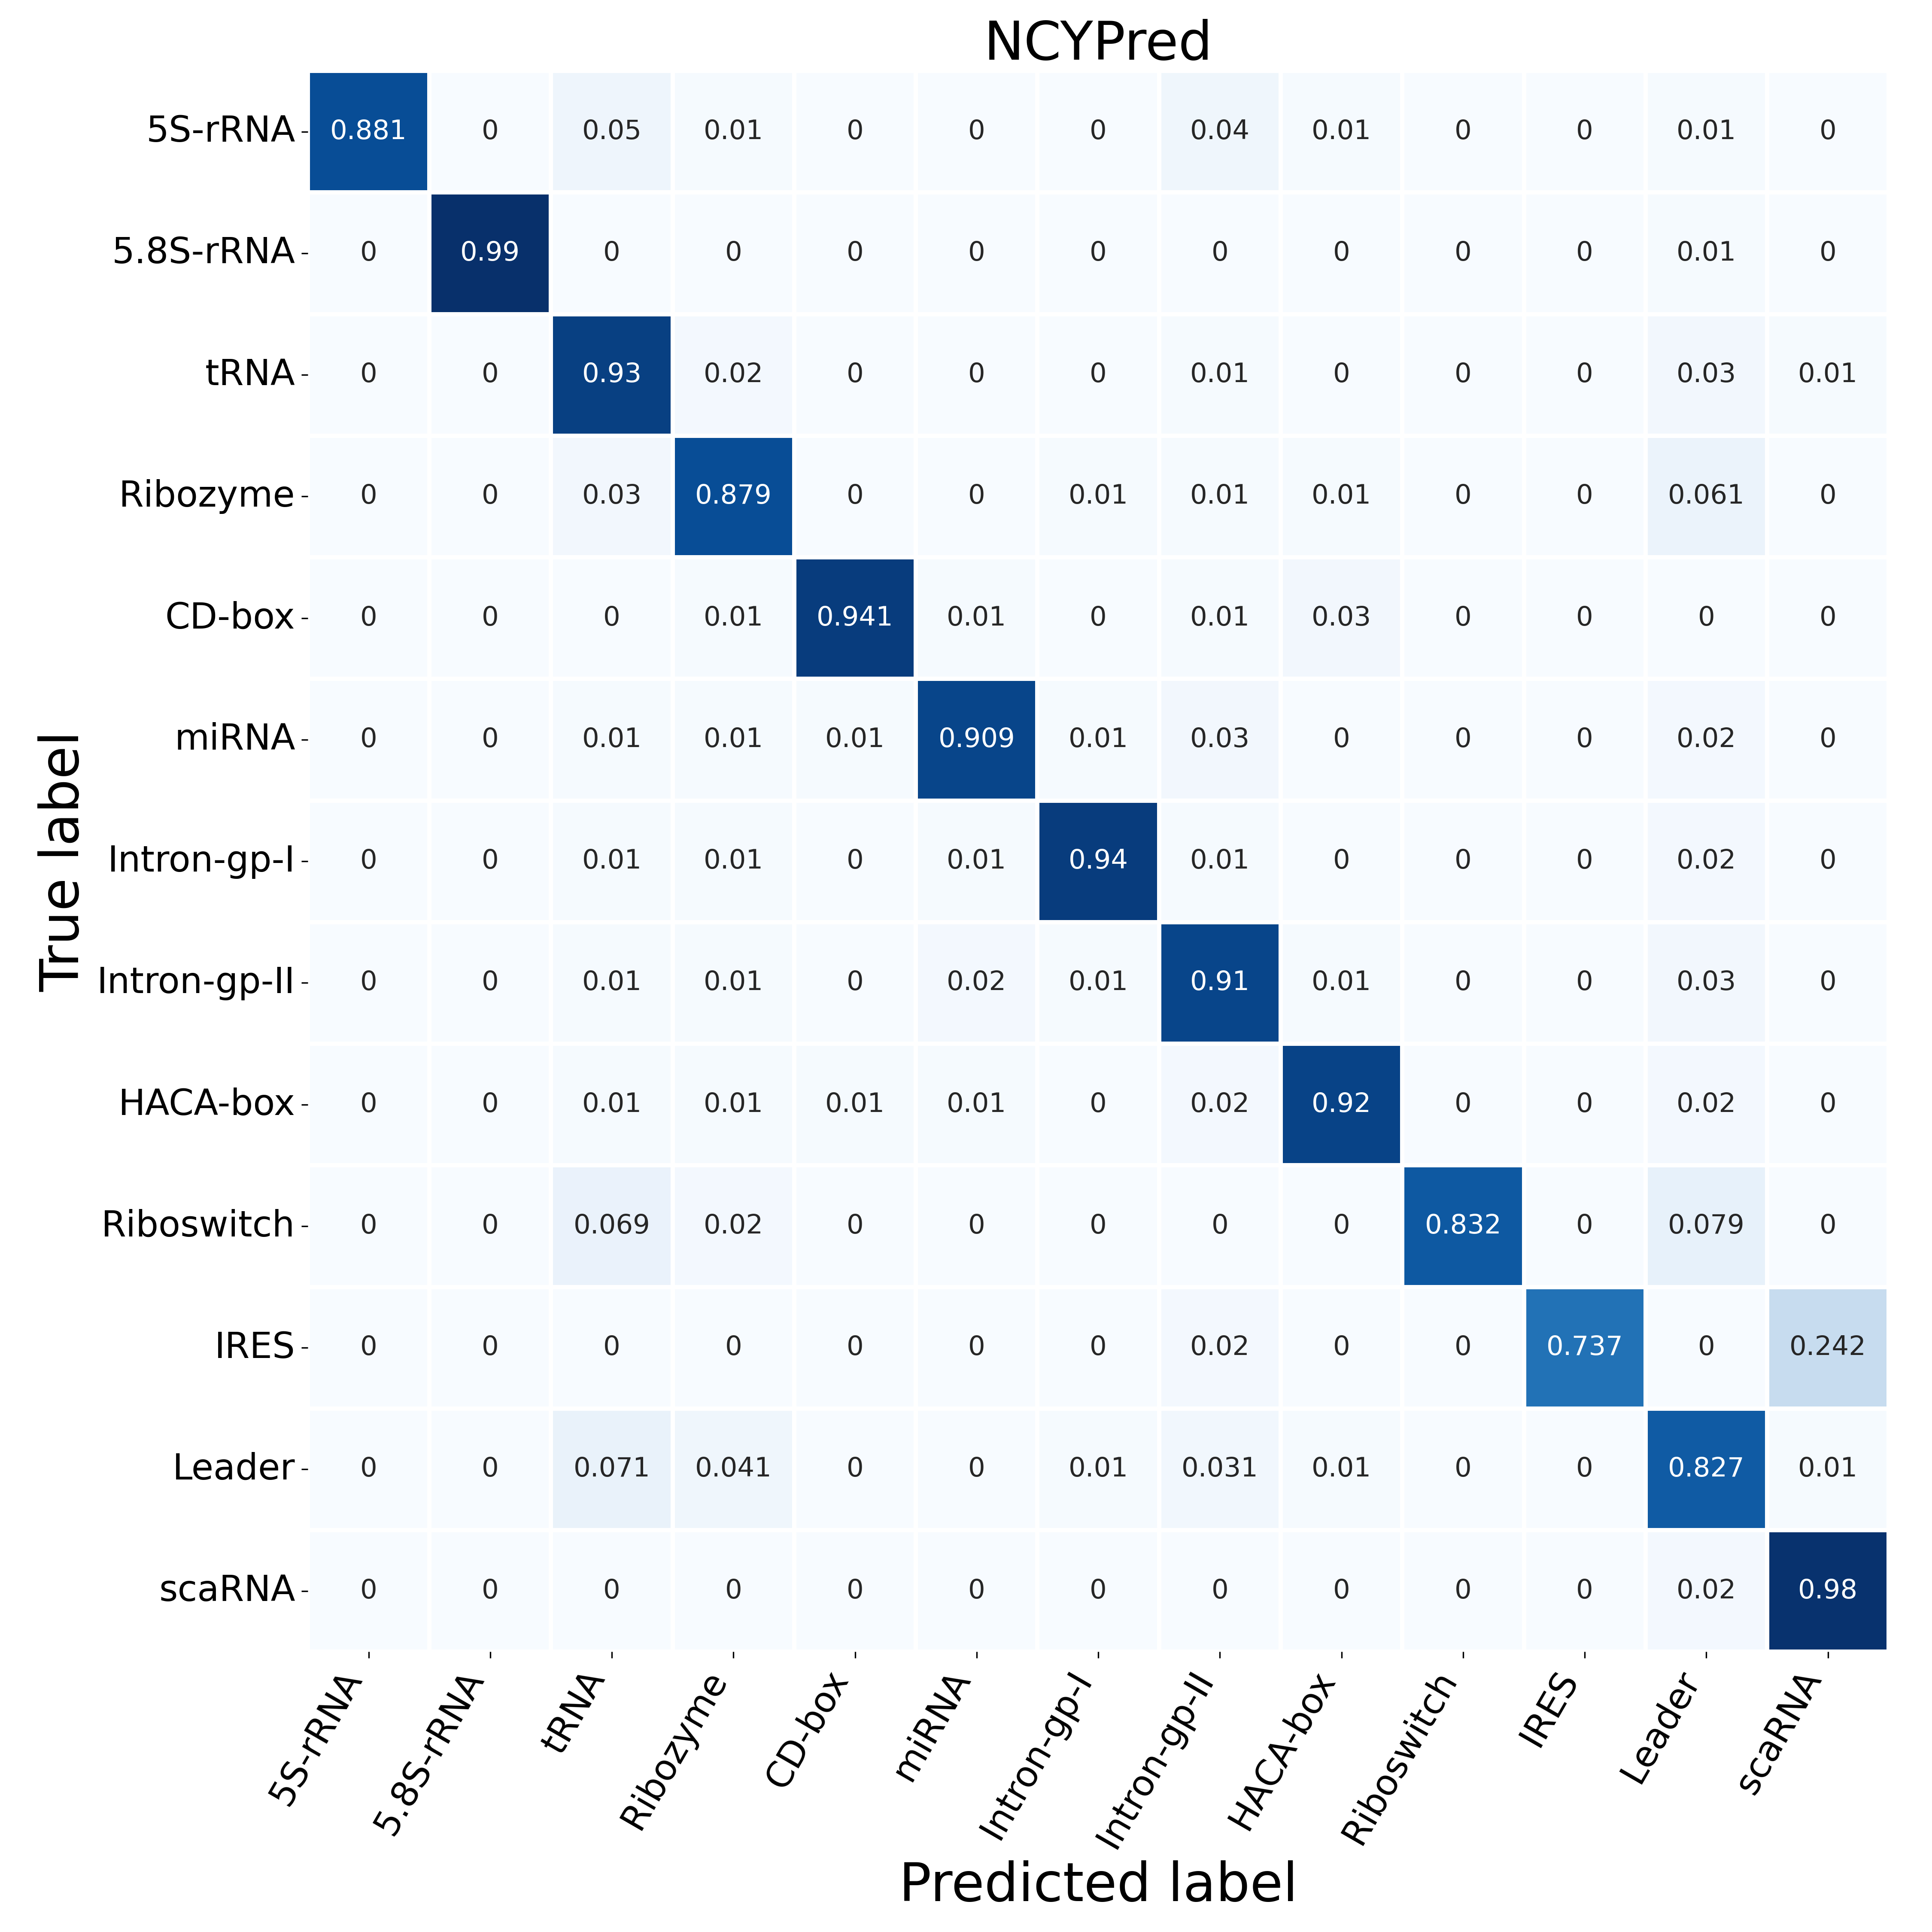 NCYPred
5S-rRNA 0.881 0 0.05 0.01 0 0 0 0.04 0.01 0 0 0.01 0
5.8S-rRNA 0 0.99 0 0 0 0 0 0 0 0 0 0.01 0
tRNA 0 0 0.93 0.02 0 0 0 0.01 0 0 0 0.03 0.01
Ribozyme 0 0 0.03 0.879 0 0 0.01 0.01 0.01 0 0 0.061 0
CD-box 0 0 0 0.01 0.941 0.01 0 0.01 0.03 0 0 0 0
miRNA 0 0 0.01 0.01 0.01 0.909 0.01 0.03 0 0 0 0.02 0
Intron-gp-I 0 0 0.01 0.01 0 0.01 0.94 0.01 0 0 0 0.02 0
Intron-gp-II 0 0 0.01 0.01 0 0.02 0.01 0.91 0.01 0 0 0.03 0
HACA-box 0 0 0.01 0.01 0.01 0.01 0 0.02 0.92 0 0 0.02 0
Riboswitch 0 0 0.069 0.02 0 0 0 0 0 0.832 0 0.079 0
IRES 0 0 0 0 0 0 0 0.02 0 0 0.737 0 0.242
Leader 0 0 0.071 0.041 0 0 0.01 0.031 0.01 0 0 0.827 0.01
scaRNA 0 0 0 0 0 0 0 0 0 0 0 0.02 0.98
True label
5S-rRNA 5.8S-rRNA tRNA Ribozyme CD-box miRNA Intron-gp-I Intron-gp-II HACA-box Riboswitch IRES Leader scaRNA
Predicted label